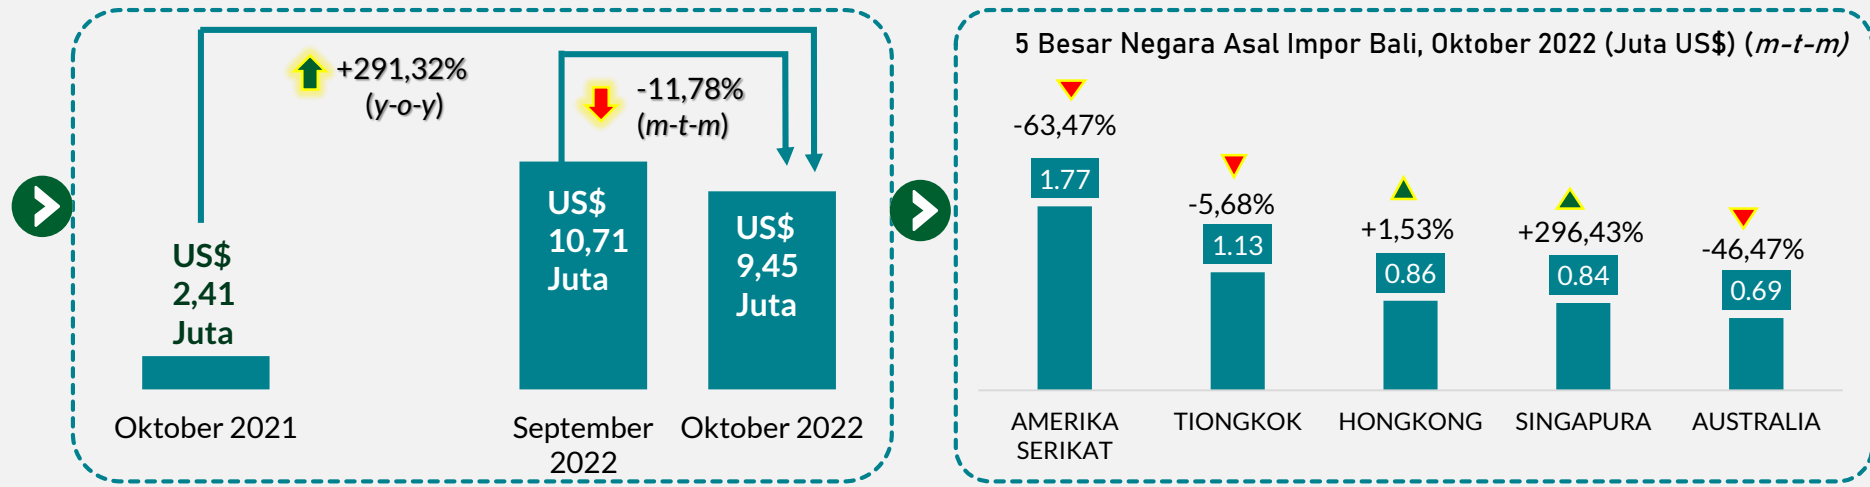 +291,32%
(y-o-y)
-11,78%
(m-t-m)
US$
2,41
Juta
US$
10,71
Juta
US$
9,45
Juta
Oktober 2021
September
2022
Oktober 2022
5 Besar Negara Asal Impor Bali, Oktober 2022 (Juta US$) (m-t-m)
-63,47%
1.77
-5,68%
1.13
+1,53%
0.86
+296,43%
0.84
-46,47%
0.69
AMERIKA
SERIKAT
TIONGKOK
HONGKONG
SINGAPURA
AUSTRALIA